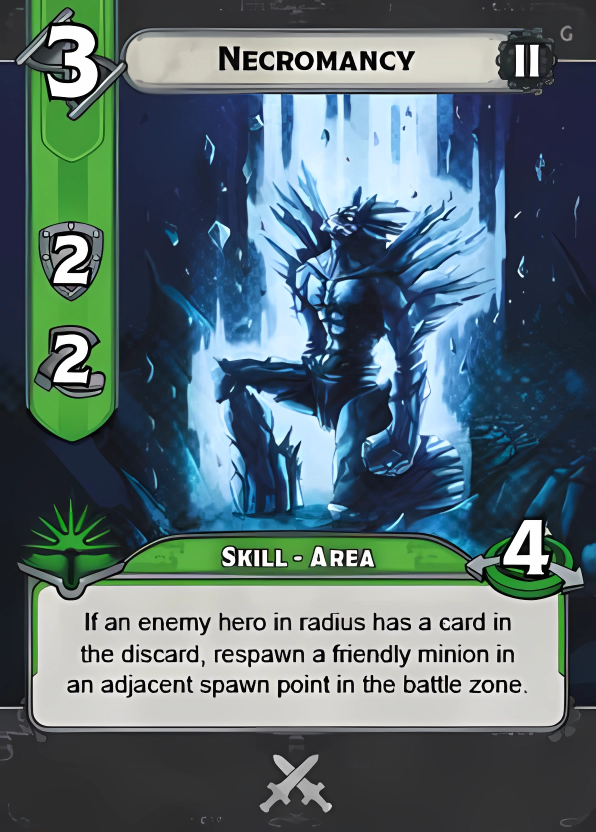 3
NECROMANCY
II
G
2
2
SKILL - AREA
4
If an enemy hero in radius has a card in
the discard, respawn a friendly minion in
an adjacent spawn point in the battle zone.